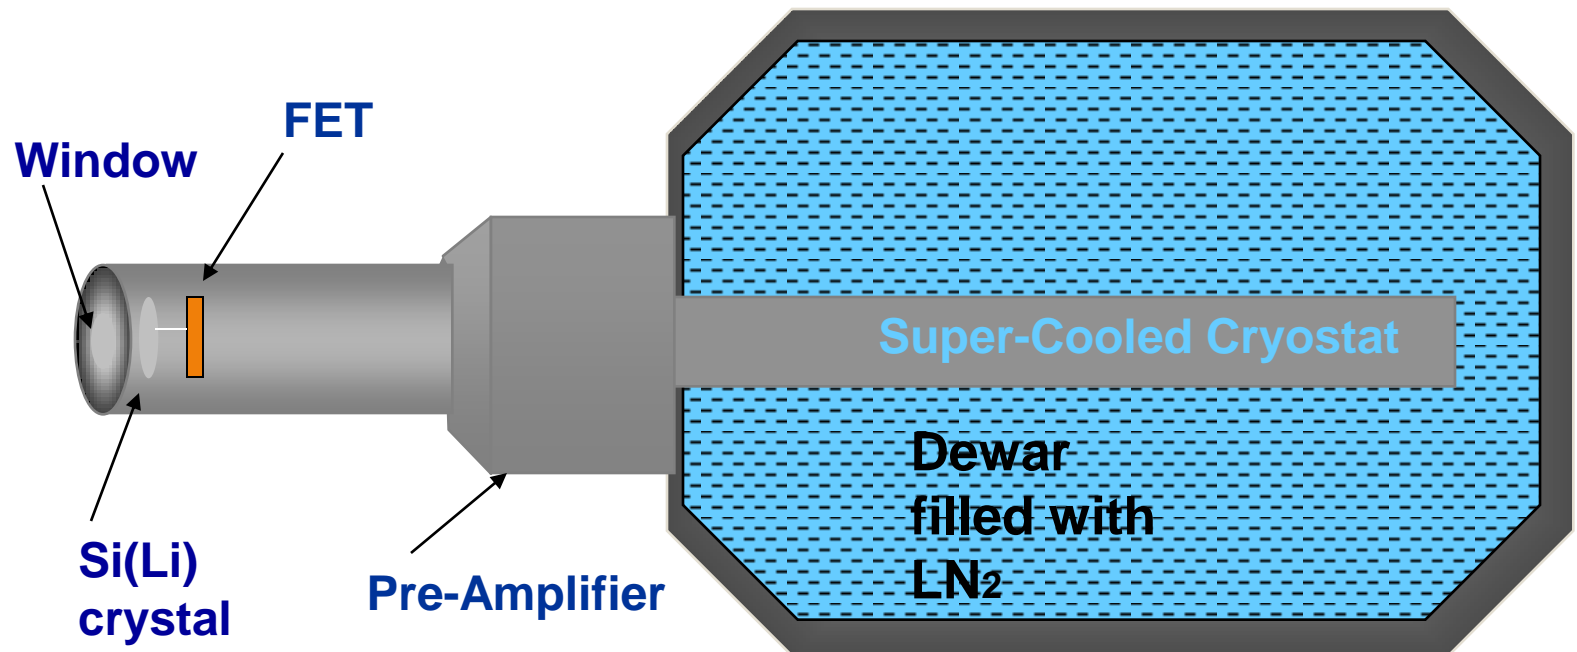 FET
Window
Super-Cooled Cryostat
Dewar
filled with
LN2
Si(Li)
crystal
Pre-Amplifier